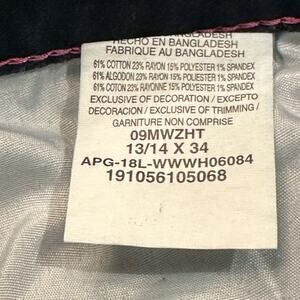 HECHO EN BANGLADESH
FABRIQUE AU BANGLADESH
61% COTTON 23% RAYON 15% POLYESTER 1% SPANDEX
61% ALGODON 23% RAYON 15% POLIESTER 1% SPANDEX
61% COTON 23% RAYONNE 15% POLYESTER 1% SPANDEX
EXCLUSIVE OF DECORATION / EXCEPTO
DECORACION / EXCLUSIVE OF TRIMMING /
GARNITURE NON COMPRISE
09MWZHT
13/14 X 34
APG-18L-WWWH06084
191056105068